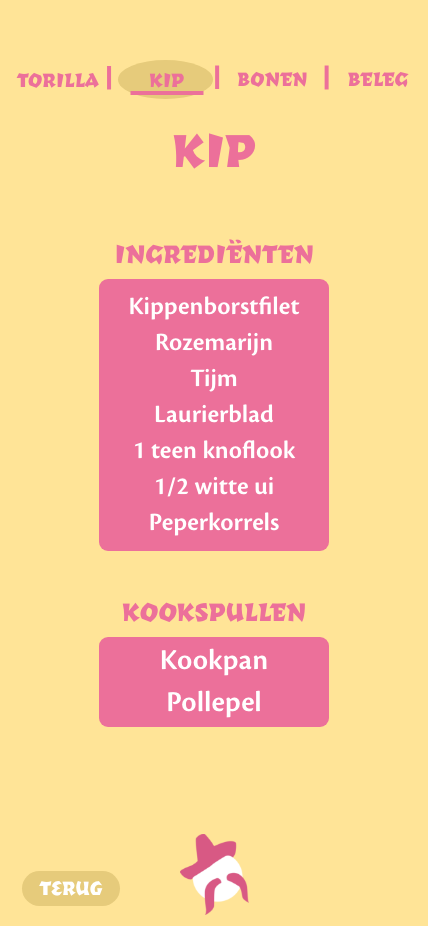 TORILLA | KIP | BONEN | BELEG
KIP
INGREDIËNTEN
Kippenborstfilet
Rozemarijn
Tijm
Laurierblad
1 teen knoflook
1/2 witte ui
Peperkorrels
KOOKSPULLEN
Kookpan
Pollepel
TERUG